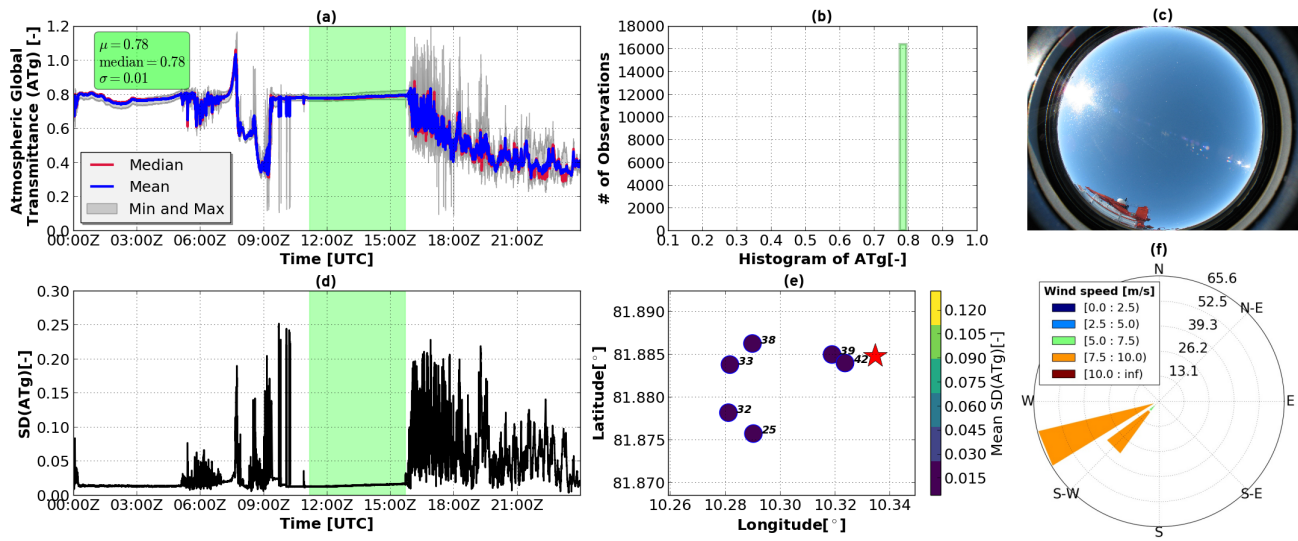 (a)
Atmospheric Global
Transmittance (ATg) [-]
1.2
1.0
0.8
0.6
0.4
0.2
0.0
μ = 0.78
median = 0.78
σ = 0.01
Median
Mean
Min and Max
00:00Z 03:00Z 06:00Z 09:00Z 12:00Z 15:00Z 18:00Z 21:00Z
Time [UTC]
(b)
# of Observations
18000
16000
14000
12000
10000
8000
6000
4000
2000
0
0.1 0.2 0.3 0.4 0.5 0.6 0.7 0.8 0.9 1.0
Histogram of ATg[-]
(c)
(d)
SD(ATg)[-]
0.30
0.25
0.20
0.15
0.10
0.05
0.00
00:00Z 03:00Z 06:00Z 09:00Z 12:00Z 15:00Z 18:00Z 21:00Z
Time [UTC]
(e)
Latitude[°]
81.890
81.885
81.880
81.875
81.870
38
33
39
42
32
25
10.26 10.28 10.30 10.32 10.34
Longitude[°]
Mean SD(ATg)[-]
0.120
0.105
0.090
0.075
0.060
0.045
0.030
0.015
(f)
Wind speed [m/s]
[0.0 : 2.5)
[2.5 : 5.0)
[5.0 : 7.5)
[7.5 : 10.0)
[10.0 : inf)
N
N-E
E
S-E
S
S-W
W
65.6
52.5
39.3
26.2
13.1